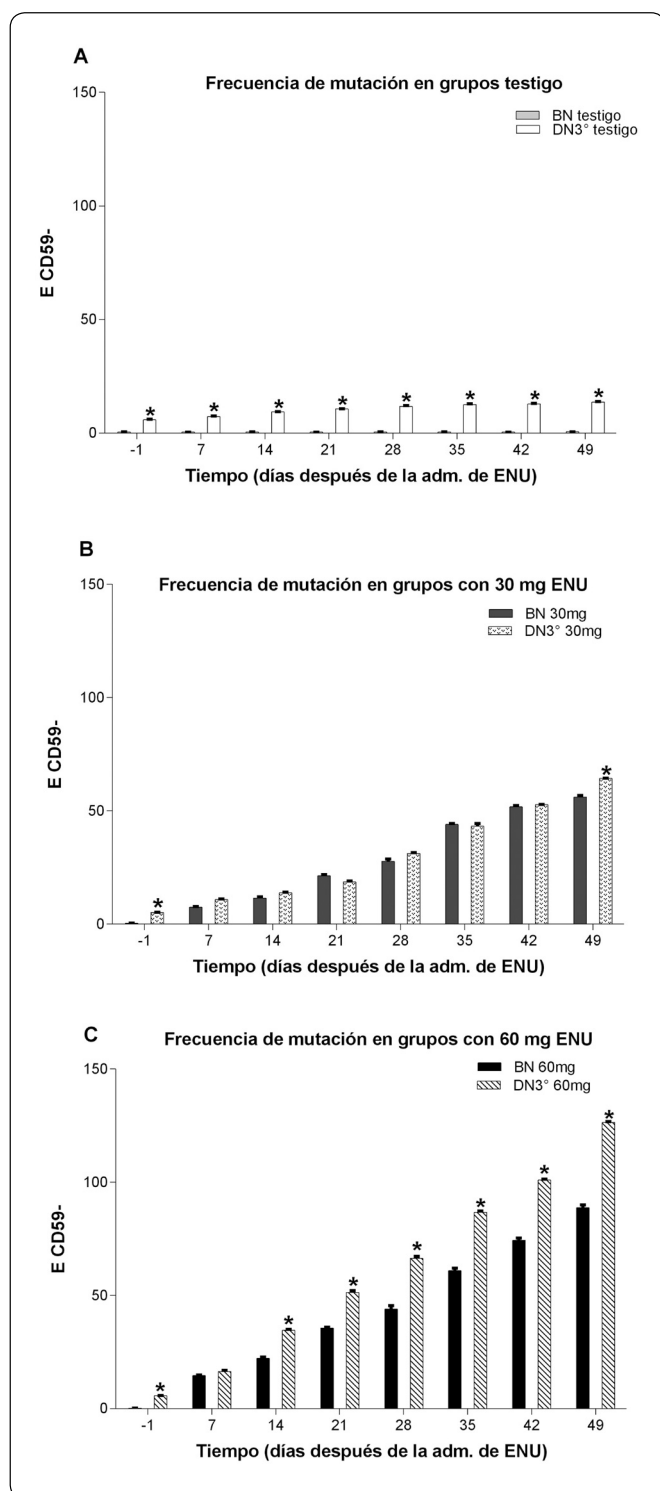 A
Frecuencia de mutación en grupos testigo
BN testigo
DN3° testigo
E CD59-
150
100
50
0
* * * * * * * *
-1 7 14 21 28 35 42 49
Tiempo (días después de la adm. de ENU)
B
Frecuencia de mutación en grupos con 30 mg ENU
BN 30mg
DN3° 30mg
E CD59-
150
100
50
0
* *
-1 7 14 21 28 35 42 49
Tiempo (días después de la adm. de ENU)
C
Frecuencia de mutación en grupos con 60 mg ENU
BN 60mg
DN3° 60mg
E CD59-
150
100
50
0
* * * * * * *
-1 7 14 21 28 35 42 49
Tiempo (días después de la adm. de ENU)